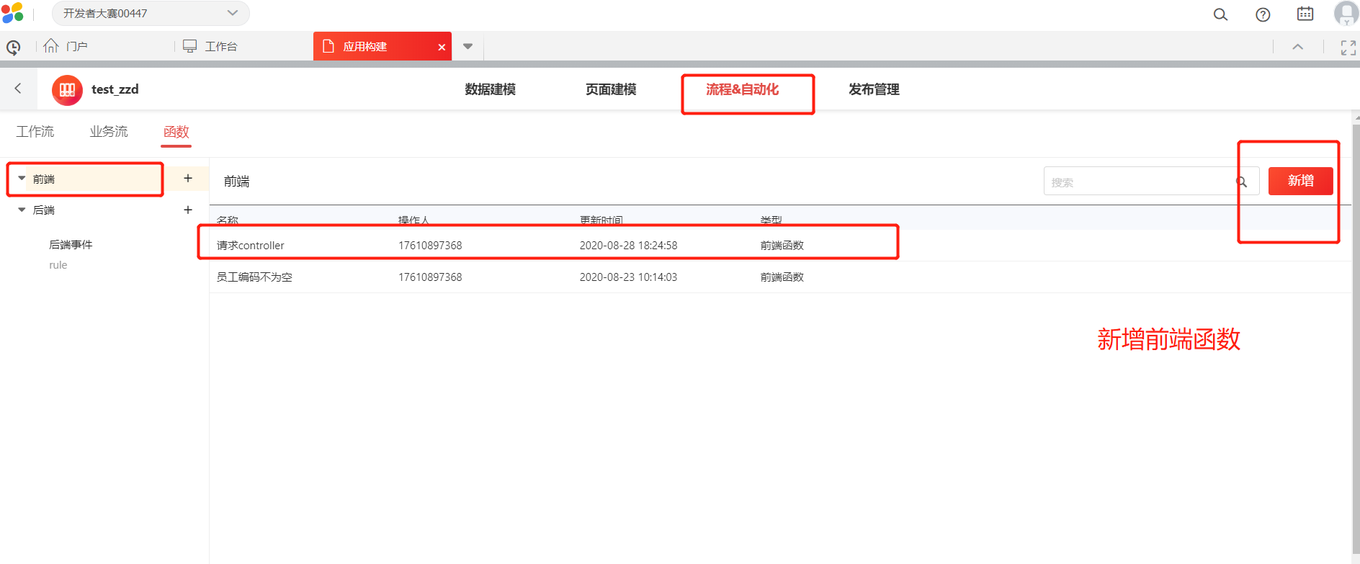 开发者大赛00447
门户
工作台
应用构建
test_zzd
数据建模
页面建模
流程&自动化
发布管理
工作流
业务流
函数
前端
后端
后端事件
rule
前端
搜索
新增
名称 操作人 更新时间 类型
请求controller 17610897368 2020-08-28 18:24:58 前端函数
员工编码不为空 17610897368 2020-08-23 10:14:03 前端函数
新增前端函数